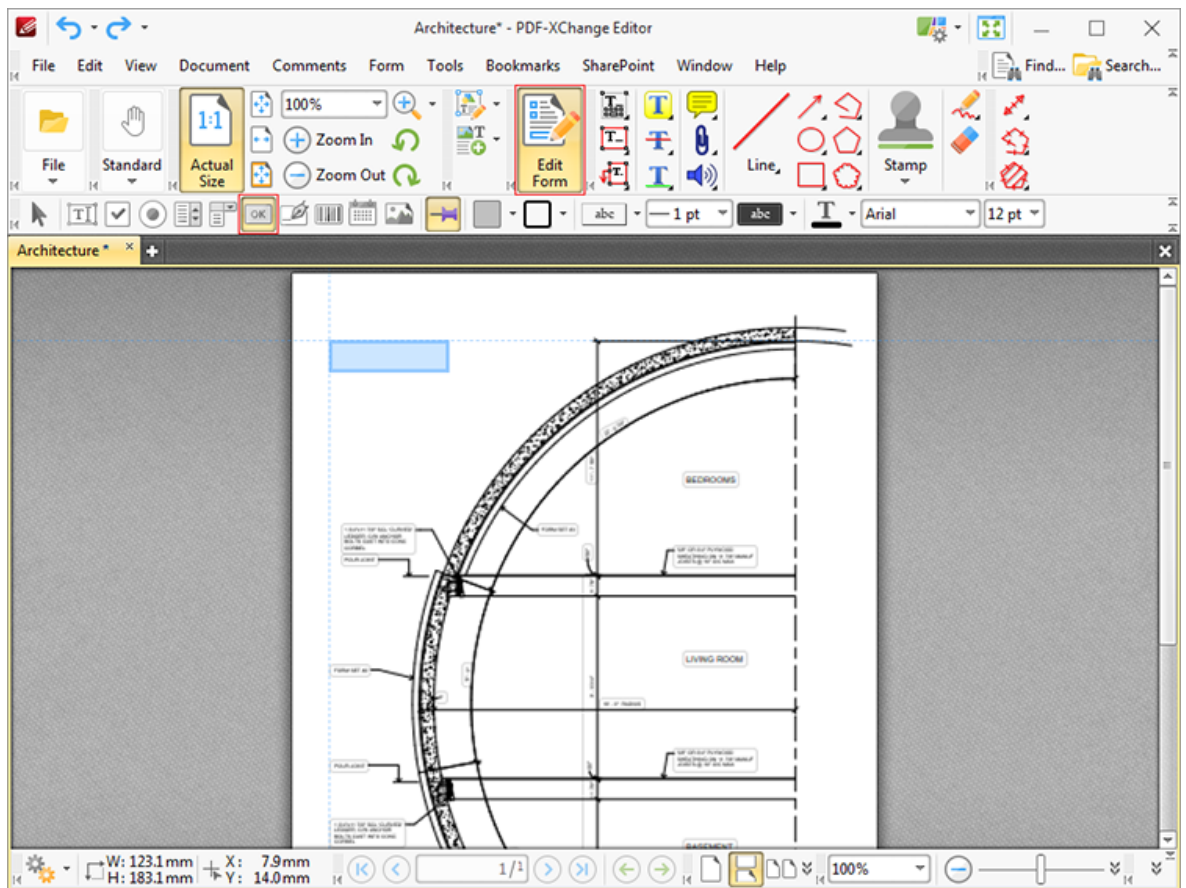 Architecture* - PDF-XChange Editor
File Edit View Document Comments Form Tools Bookmarks SharePoint Window Help
Find... Search...
File
Standard
1:1
Actual Size
100%
Zoom In
Zoom Out
Edit Form
Line
Stamp
OK
abc
1 pt
abc
T
Arial
12 pt
Architecture *
BEDROOMS
LIVING ROOM
BASEMENT
W: 123.1 mm
H: 183.1 mm
X: 7.9 mm
Y: 14.0 mm
1/1
100%